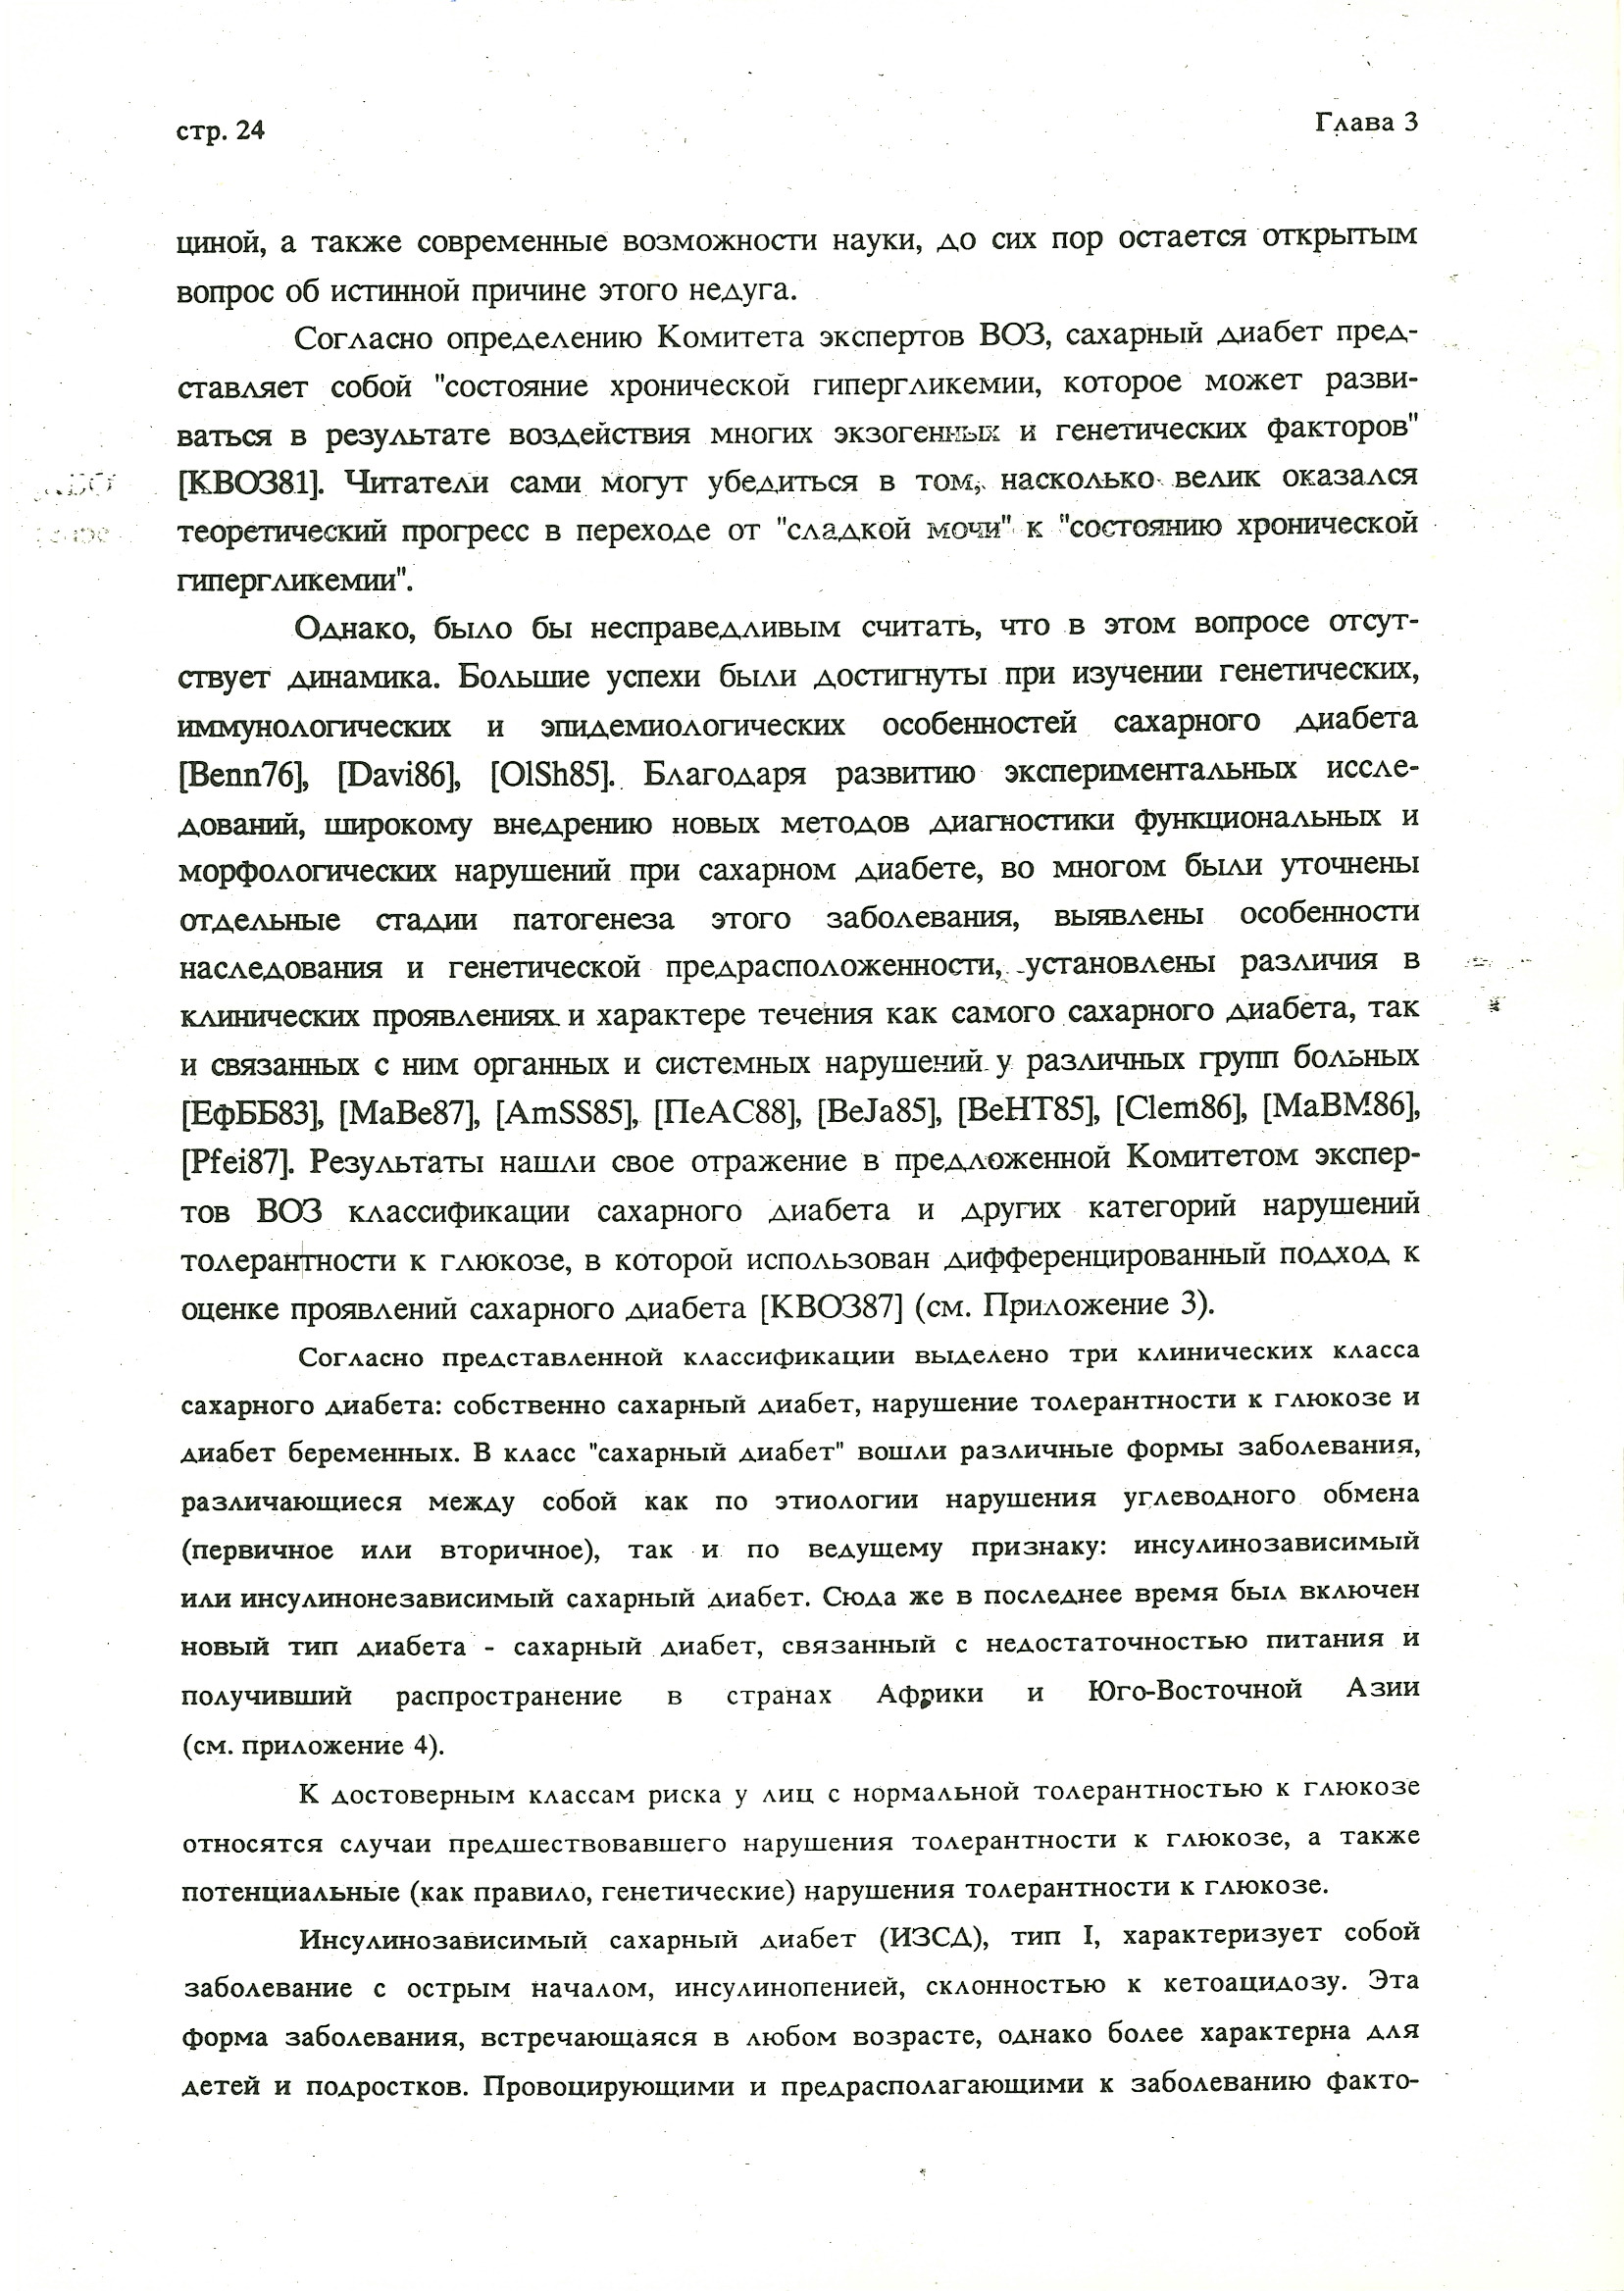 стр. 24
Глава 3
циной, а также современные возможности науки, до сих пор остается открытым
вопрос об истинной причине этого недуга.
Согласно определению Комитета экспертов ВОЗ, сахарный диабет пред-
ставляет собой "состояние хронической гипергликемии, которое может разви-
ваться в результате воздействия многих экзогенных и генетических факторов"
[КВОЗ81]. Читатели сами могут убедиться в том, насколько велик оказался
теоретический прогресс в переходе от "сладкой мочи" к "состоянию хронической
гипергликемии".
Однако, было бы несправедливым считать, что в этом вопросе отсут-
ствует динамика. Большие успехи были достигнуты при изучении генетических,
иммунологических и эпидемиологических особенностей сахарного диабета
[Benn76], [Davi86], [OlSh85]. Благодаря развитию экспериментальных иссле-
дований, широкому внедрению новых методов диагностики функциональных и
морфологических нарушений при сахарном диабете, во многом были уточнены
отдельные стадии патогенеза этого заболевания, выявлены особенности
наследования и генетической предрасположенности, установлены различия в
клинических проявлениях и характере течения как самого сахарного диабета, так
и связанных с ним органных и системных нарушений у различных групп больных
[ЕфББ83], [MaBe87], [AmSS85], [ПеАС88], [BeJa85], [BeHT85], [Clem86], [MaBM86],
[Pfei87]. Результаты нашли свое отражение в предложенной Комитетом экспер-
тов ВОЗ классификации сахарного диабета и других категорий нарушений
толерантности к глюкозе, в которой использован дифференцированный подход к
оценке проявлений сахарного диабета [КВОЗ87] (см. Приложение 3).
Согласно представленной классификации выделено три клинических класса
сахарного диабета: собственно сахарный диабет, нарушение толерантности к глюкозе и
диабет беременных. В класс "сахарный диабет" вошли различные формы заболевания,
различающиеся между собой как по этиологии нарушения углеводного обмена
(первичное или вторичное), так и по ведущему признаку: инсулинозависимый
или инсулинонезависимый сахарный диабет. Сюда же в последнее время был включен
новый тип диабета - сахарный диабет, связанный с недостаточностью питания и
получивший распространение в странах Африки и Юго-Восточной Азии
(см. приложение 4).
К достоверным классам риска у лиц с нормальной толерантностью к глюкозе
относятся случаи предшествовавшего нарушения толерантности к глюкозе, а также
потенциальные (как правило, генетические) нарушения толерантности к глюкозе.
Инсулинозависимый сахарный диабет (ИЗСД), тип I, характеризует собой
заболевание с острым началом, инсулинопенией, склонностью к кетоацидозу. Эта
форма заболевания, встречающаяся в любом возрасте, однако более характерна для
детей и подростков. Провоцирующими и предрасполагающими к заболеванию факто-